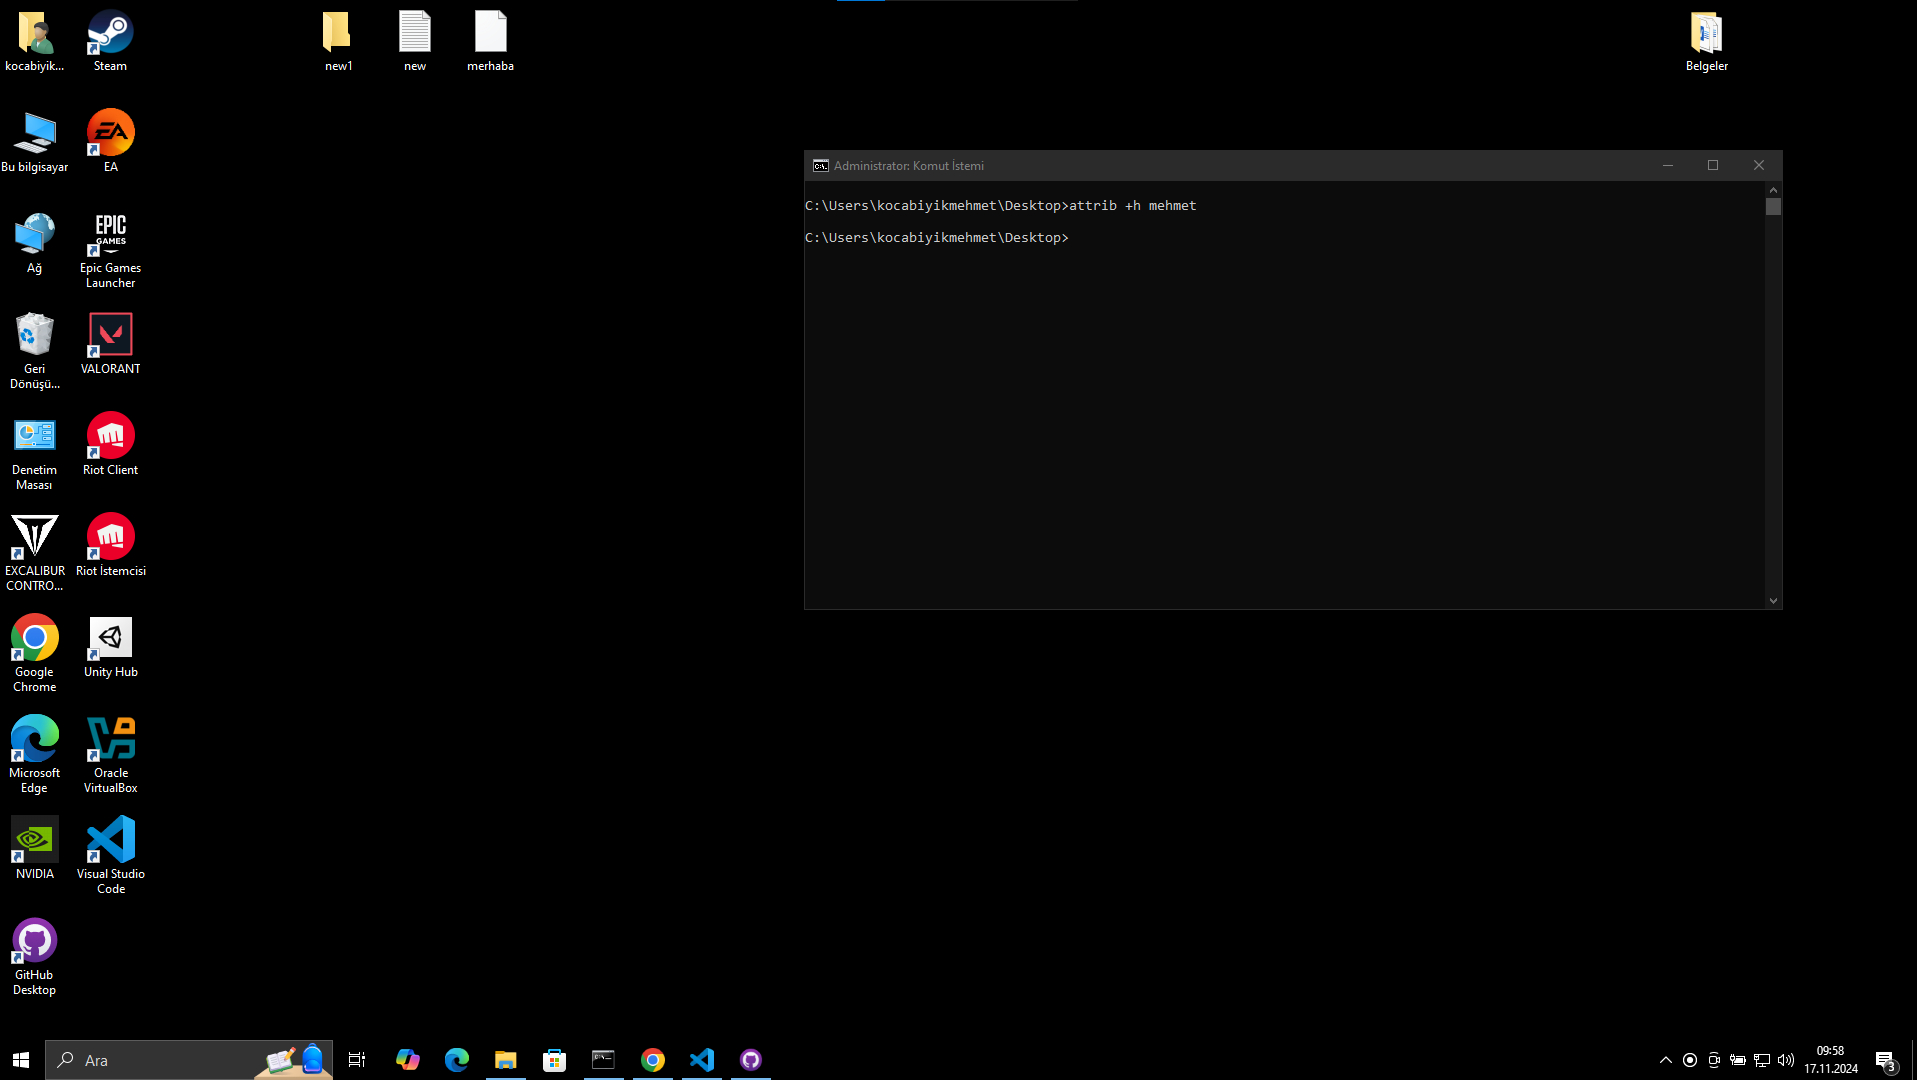 kocabiyik...
Steam
new1
new
merhaba
Belgeler
Bu bilgisayar
EA
Ağ
EPIC
GAMES
Epic Games
Launcher
Geri
Dönüşü...
VALORANT
Denetim
Masası
Riot Client
EXCALIBUR
CONTRO...
Riot İstemcisi
Google
Chrome
Unity Hub
Microsoft
Edge
Oracle
VirtualBox
NVIDIA
Visual Studio
Code
GitHub
Desktop
Administrator: Komut İstemi
C:\Users\kocabiyikmehmet\Desktop>attrib +h mehmet
C:\Users\kocabiyikmehmet\Desktop>
Ara
09:58
17.11.2024
3